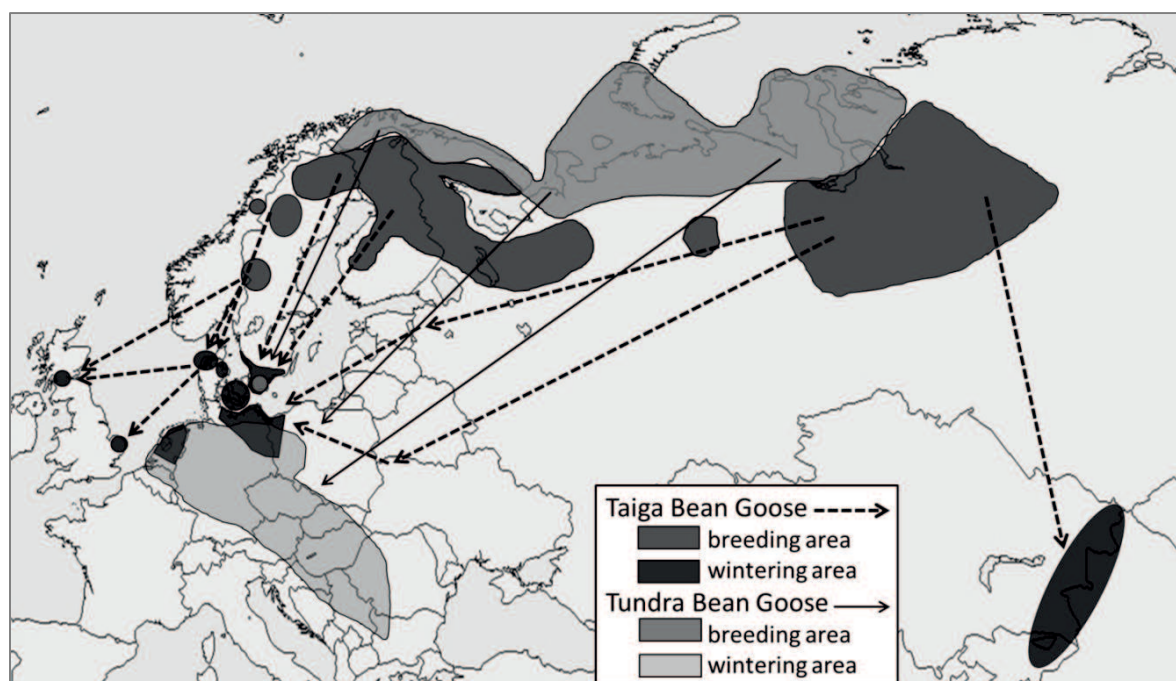 Taiga Bean Goose
breeding area
wintering area
Tundra Bean Goose
breeding area
wintering area